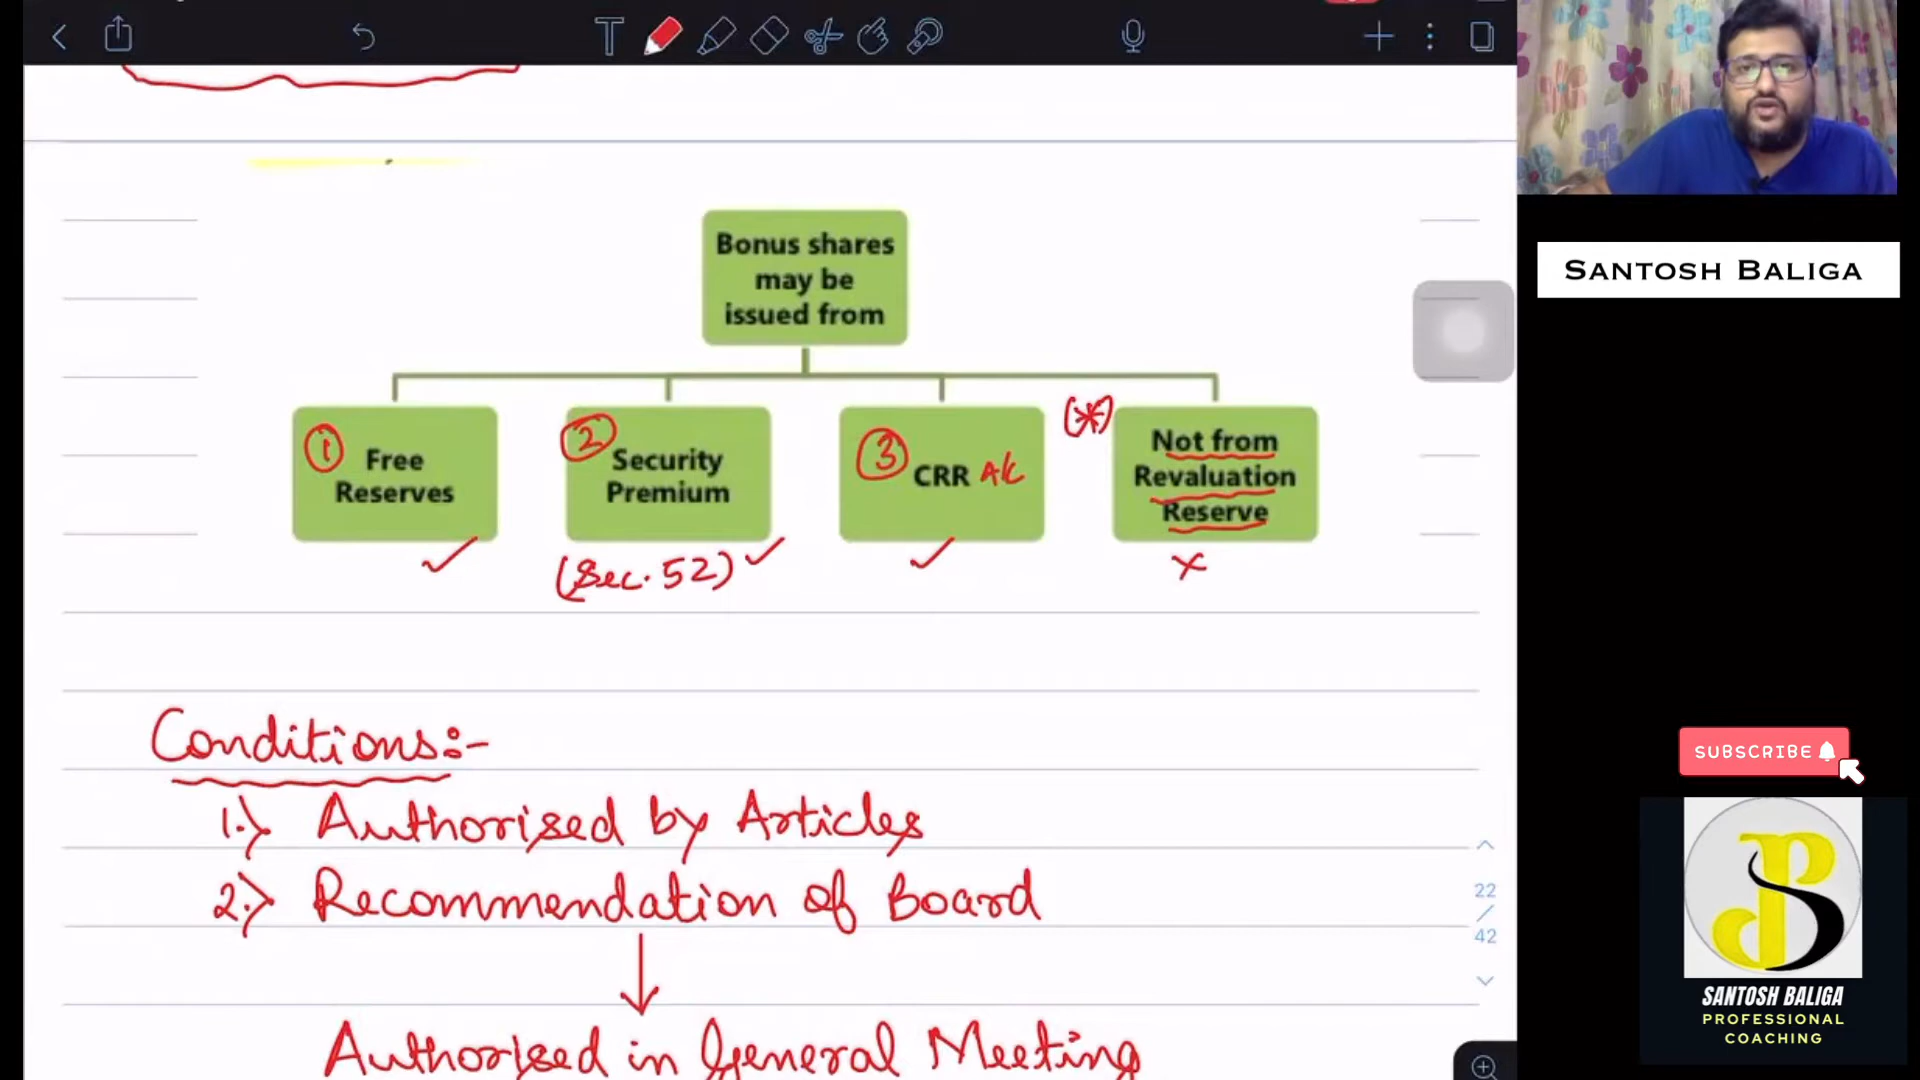 T
SANTOSH BALIGA
Bonus shares
may be
issued from
① Free
Reserves
② Security
Premium
③ CRR A/c
(*) Not from
Revaluation
Reserve
(Sec. 52)
Conditions:-
1.) Authorised by Articles
2.) Recommendation of Board
Authorised in General Meeting
22
/
42
SUBSCRIBE
SANTOSH BALIGA
PROFESSIONAL
COACHING